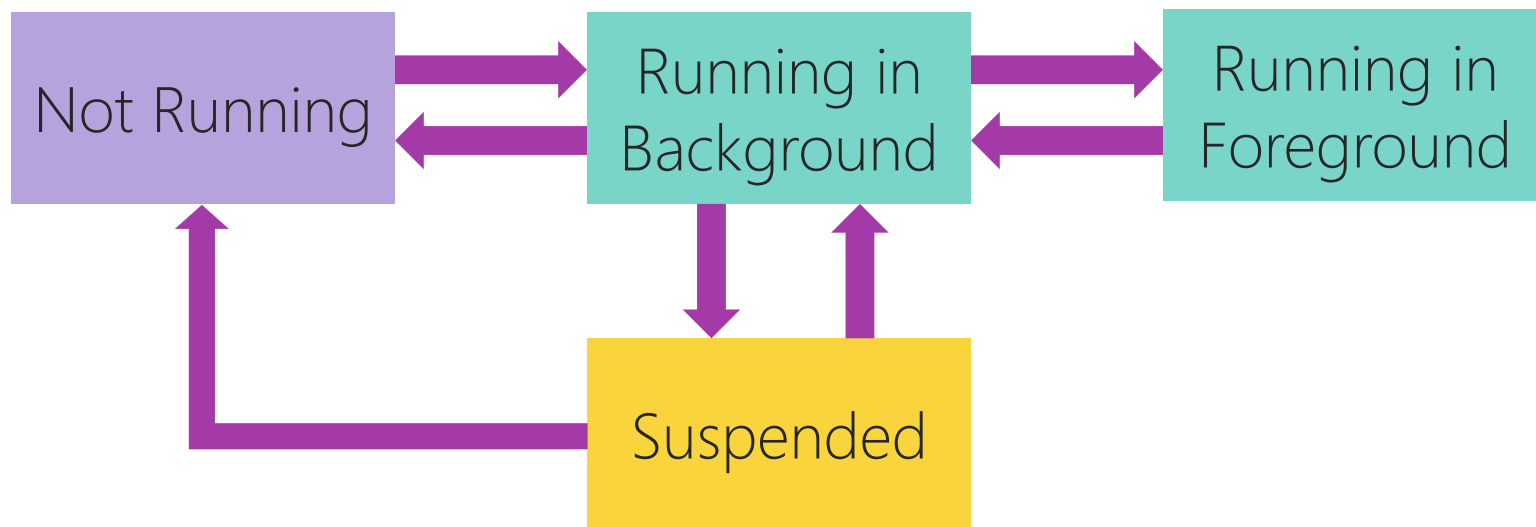 Not Running
Running in
Background
Running in
Foreground
Suspended